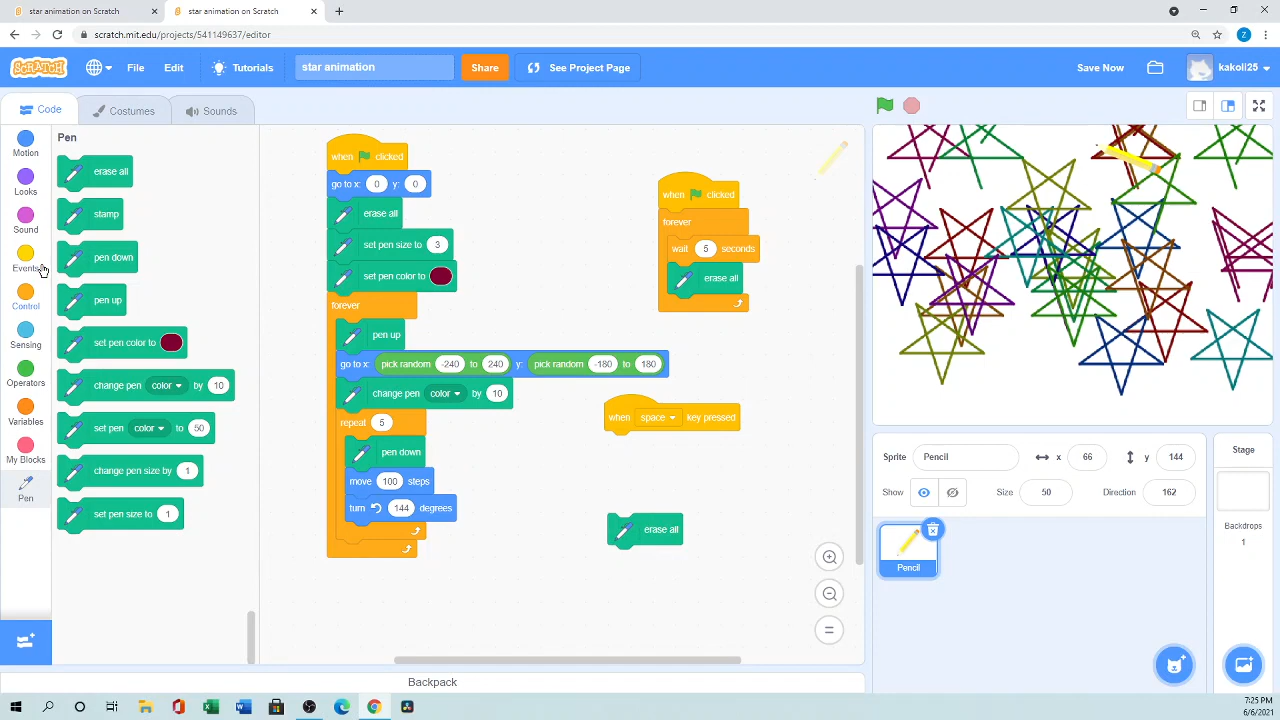 star animation on Scratch
star animation on Scratch
scratch.mit.edu/projects/541149637/editor
Z
SCRATCH
File
Edit
Tutorials
star animation
Share
See Project Page
Save Now
kakoli25
Code
Costumes
Sounds
Motion
Looks
Sound
Events
Control
Sensing
Operators
Variables
My Blocks
Pen
Pen
erase all
stamp
pen down
pen up
set pen color to
change pen color by 10
set pen color to 50
change pen size by 1
set pen size to 1
when clicked
go to x: 0 y: 0
erase all
set pen size to 3
set pen color to
forever
pen up
go to x: pick random -240 to 240 y: pick random -180 to 180
change pen color by 10
repeat 5
pen down
move 100 steps
turn 144 degrees
when clicked
forever
wait 5 seconds
erase all
when space key pressed
erase all
Sprite Pencil x 66 y 144
Show Size 50 Direction 162
Pencil
Stage
Backdrops
1
Backpack
7:25 PM
6/6/2021